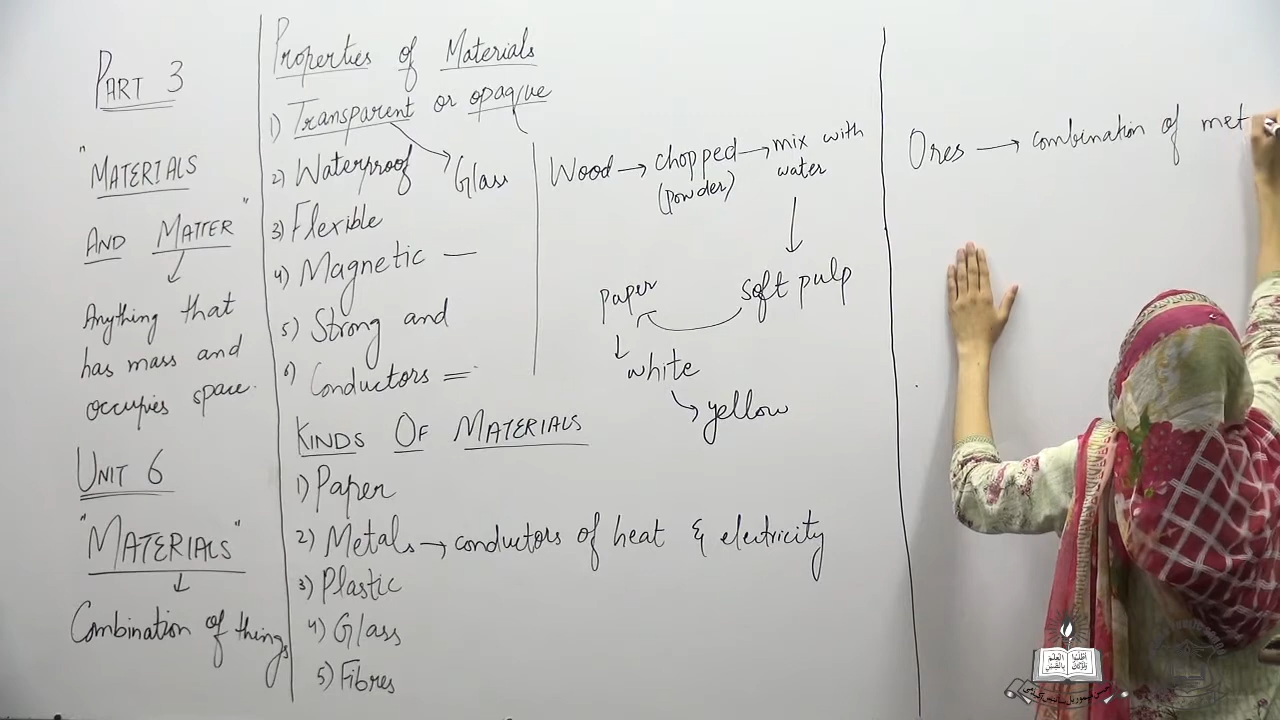 PART 3
"MATERIALS
AND MATTER"
Anything that
has mass and
occupies space.
UNIT 6
"MATERIALS"
Combination of things
Properties of Materials
1) Transparent or opaque
2) Waterproof
Glass
3) Flexible
4) Magnetic —
5) Strong and
6) Conductors =
KINDS OF MATERIALS
1) Paper
2) Metals → conductors of heat & electricity
3) Plastic
4) Glass
5) Fibres
Wood → chopped → mix with
(powder) water
soft pulp
paper
white
yellow
Ores → combination of met